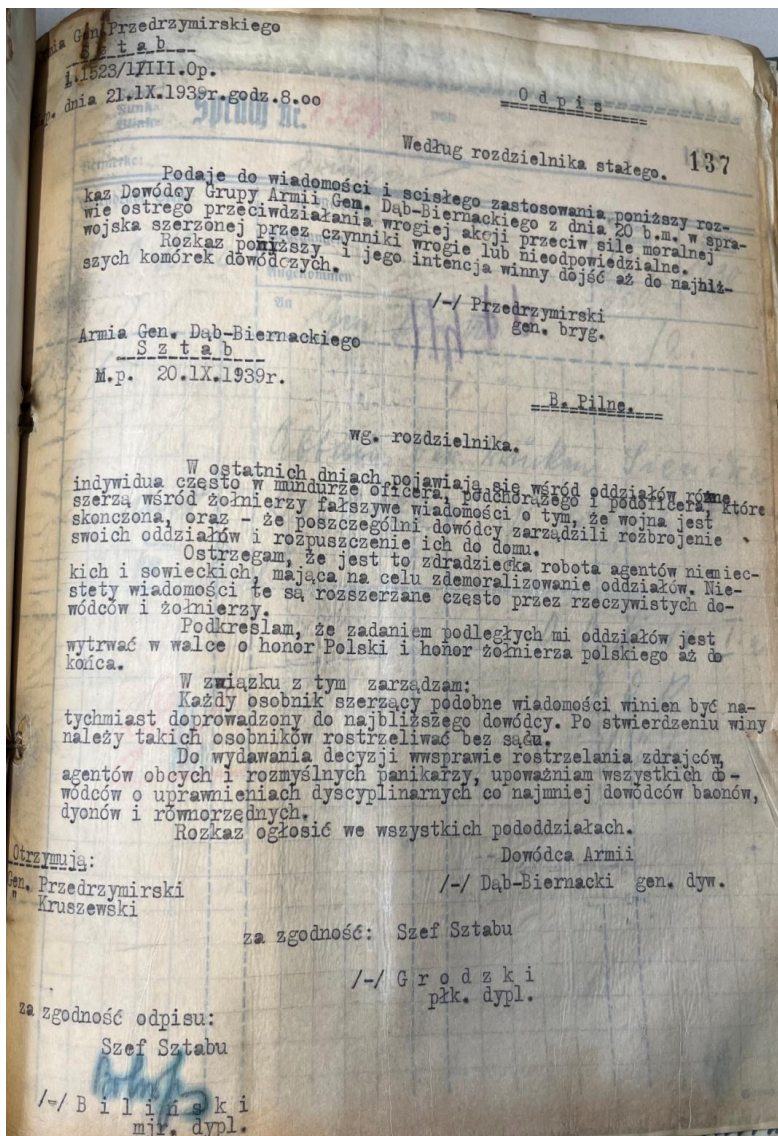 Armia Gen.Przedrzymirskiego
S z t a b
L.1523/1/III.Op.
M.p. dnia 21.IX.1939r.godz.8.oo
O d p i s
Według rozdzielnika stałego.
137
Podaje do wiadomości i scisłego zastosowania poniższy roz-
kaz Dowódcy Grupy Armii Gen. Dąb-Biernackiego z dnia 20 b.m. w spra-
wie ostrego przeciwdziałania wrogiej akcji przeciw sile moralnej
wojska szerzonej przez czynniki wrogie lub nieodpowiedzialne.
Rozkaz poniższy i jego intencja winny dojść aż do najbliż-
szych komórek dowódczych.
/-/ Przedrzymirski
gen. bryg.
Armia Gen. Dąb-Biernackiego
S z t a b
M.p. 20.IX.1939r.
B. Pilne.
wg. rozdzielnika.
W ostatnich dniach pojawiają się wśród oddziałów różne
indywidua często w mundurze oficera, podchorążego i podoficera, które
szerzą wśród żołnierzy fałszywe wiadomości o tym, że wojna jest
skończona, oraz - że poszczególni dowódcy zarządzili rozbrojenie
swoich oddziałów i rozpuszczenie ich do domu.
Ostrzegam, że jest to zdradziecka robota agentów niemiec-
kich i sowieckich, mająca na celu zdemoralizowanie oddziałów. Nie-
stety wiadomości te są rozszerzane często przez rzeczywistych do-
wódców i żołnierzy.
Podkreślam, że zadaniem podległych mi oddziałów jest
wytrwać w walce o honor Polski i honor żołnierza polskiego aż do
końca.
W związku z tym zarządzam:
Każdy osobnik szerzący podobne wiadomości winien być na-
tychmiast doprowadzony do najbliższego dowódcy. Po stwierdzeniu winy
należy takich osobników rostrzeliwać bez sądu.
Do wydawania decyzji wwsprawie rostrzelania zdrajców,
agentów obcych i rozmyślnych panikarzy, upoważniam wszystkich do-
wódców o uprawnieniach dyscyplinarnych co najmniej dowódców baonów,
dyonów i równorzędnych.
Rozkaz ogłosić we wszystkich pododdziałach.
Otrzymują:
Dowódca Armii
Gen. Przedrzymirski
/-/ Dąb-Biernacki gen. dyw.
" Kruszewski
za zgodność: Szef Sztabu
/-/ G r o d z k i
płk. dypl.
za zgodność odpisu:
Szef Sztabu
/-/ B i l i ń s k i
mjr. dypl.